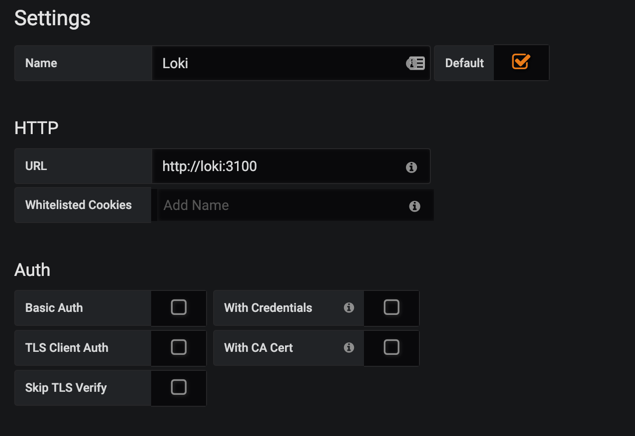 Settings
Name Loki Default
HTTP
URL http://loki:3100
Whitelisted Cookies Add Name
Auth
Basic Auth With Credentials
TLS Client Auth With CA Cert
Skip TLS Verify